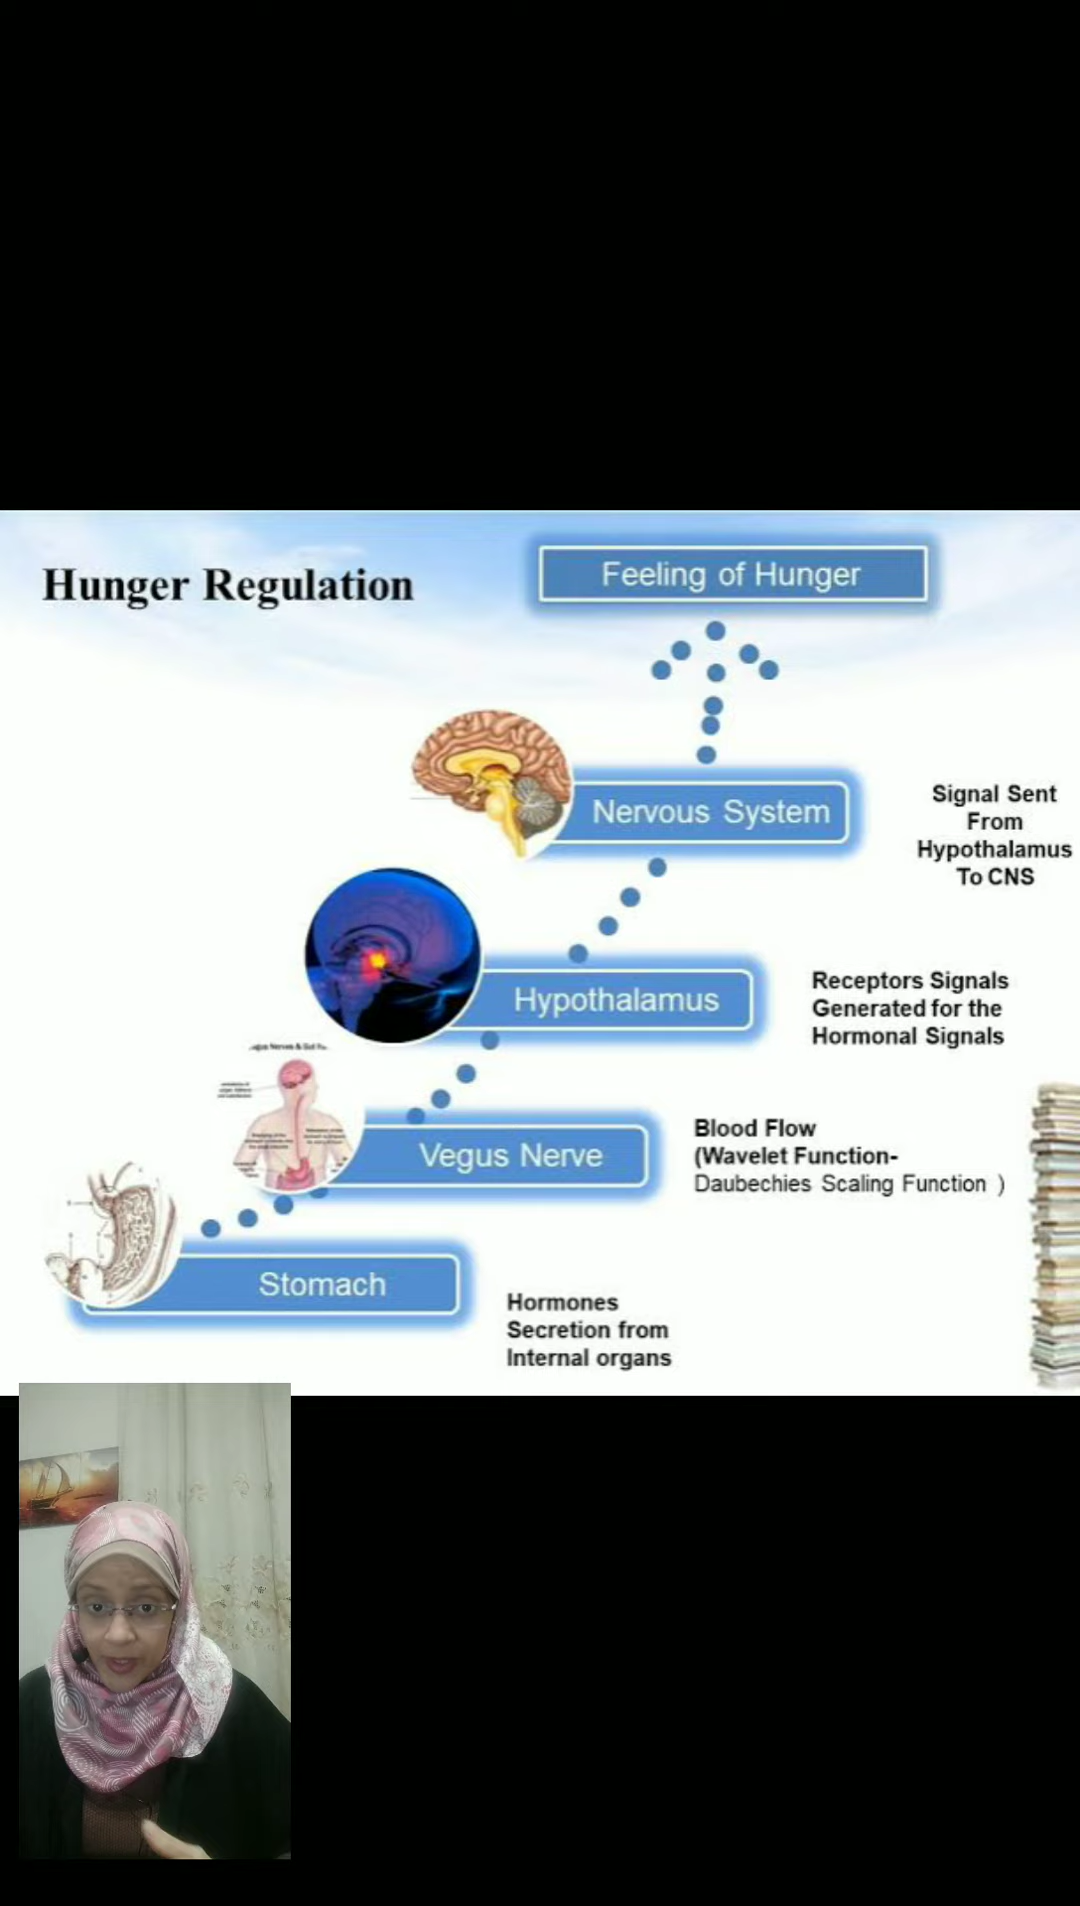 Hunger Regulation
Feeling of Hunger
Nervous System
Signal Sent
From
Hypothalamus
To CNS
Hypothalamus
Receptors Signals
Generated for the
Hormonal Signals
Vegus Nerve
Blood Flow
(Wavelet Function-
Daubechies Scaling Function )
Stomach
Hormones
Secretion from
Internal organs